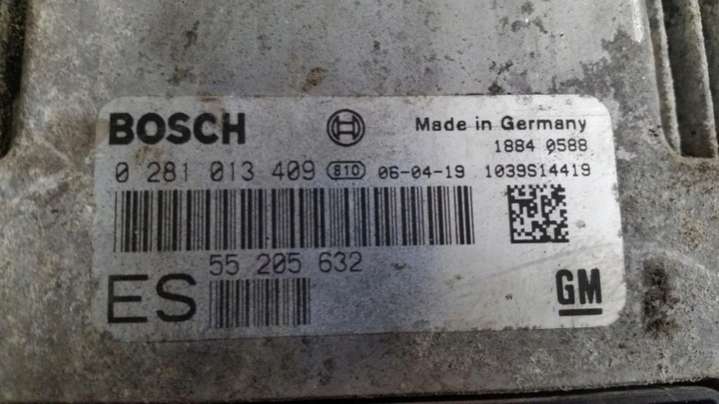 BOSCH Made in Germany
1884 0588
0 281 013 409 810 06-04-19 1039S14419
55 205 632
ES GM